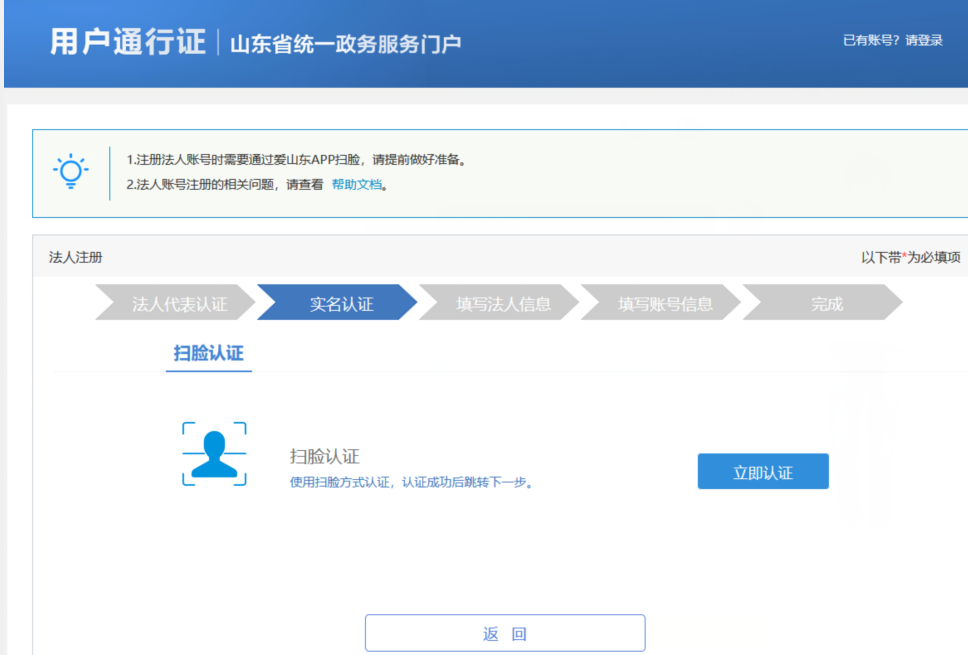 用户通行证 山东省统一政务服务门户
已有账号？请登录
1.注册法人账号时需要通过爱山东APP扫脸，请提前做好准备。
2.法人账号注册的相关问题，请查看 帮助文档。
法人注册
以下带*为必填项
法人代表认证
实名认证
填写法人信息
填写账号信息
完成
扫脸认证
扫脸认证
使用扫脸方式认证，认证成功后跳转下一步。
立即认证
返 回